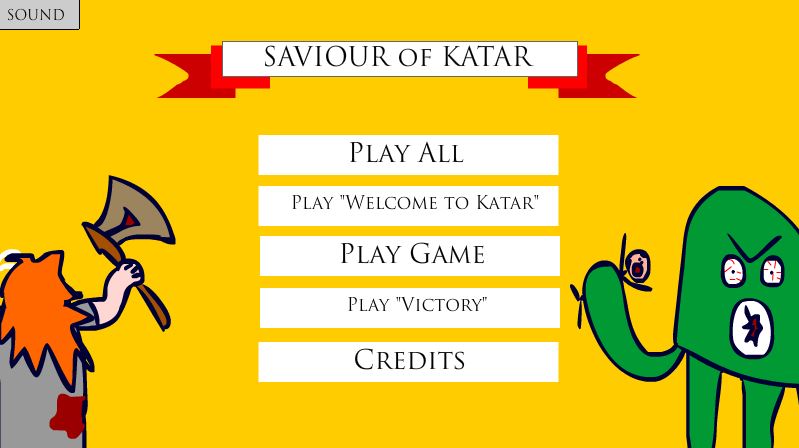 SOUND
SAVIOUR OF KATAR
PLAY ALL
PLAY "WELCOME TO KATAR"
PLAY GAME
PLAY "VICTORY"
CREDITS